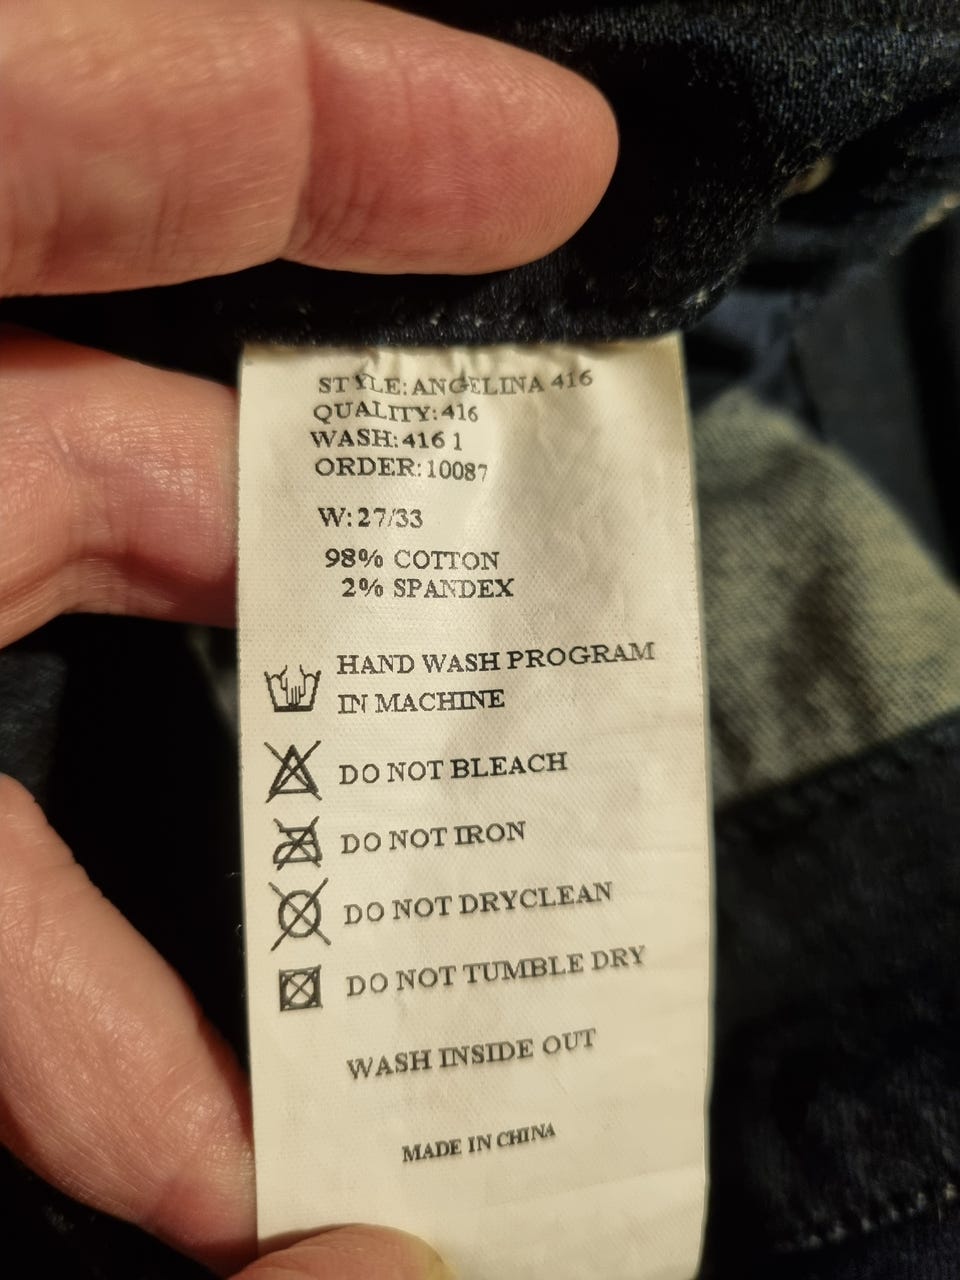 STYLE: ANGELINA 416
QUALITY: 416
WASH: 416 1
ORDER: 10087
W: 27/33
98% COTTON
2% SPANDEX
HAND WASH PROGRAM
IN MACHINE
DO NOT BLEACH
DO NOT IRON
DO NOT DRYCLEAN
DO NOT TUMBLE DRY
WASH INSIDE OUT
MADE IN CHINA